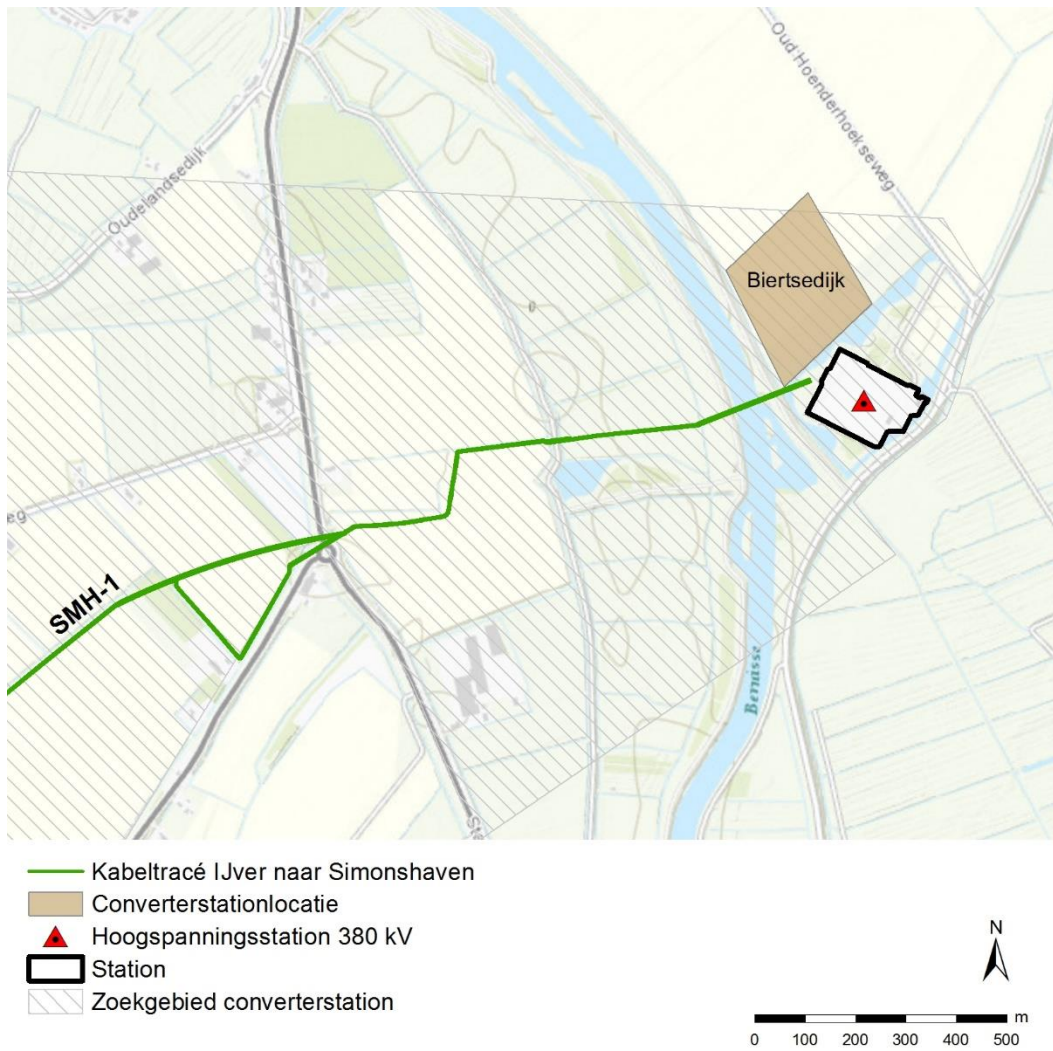 Oud Hoenderhoekseweg
Oudelandsedijk
Biertsedijk
eg
SMH-1
Bernisse
Ste
Kabeltracé IJver naar Simonshaven
Converterstationlocatie
Hoogspanningsstation 380 kV
Station
Zoekgebied converterstation
N
m
0 100 200 300 400 500